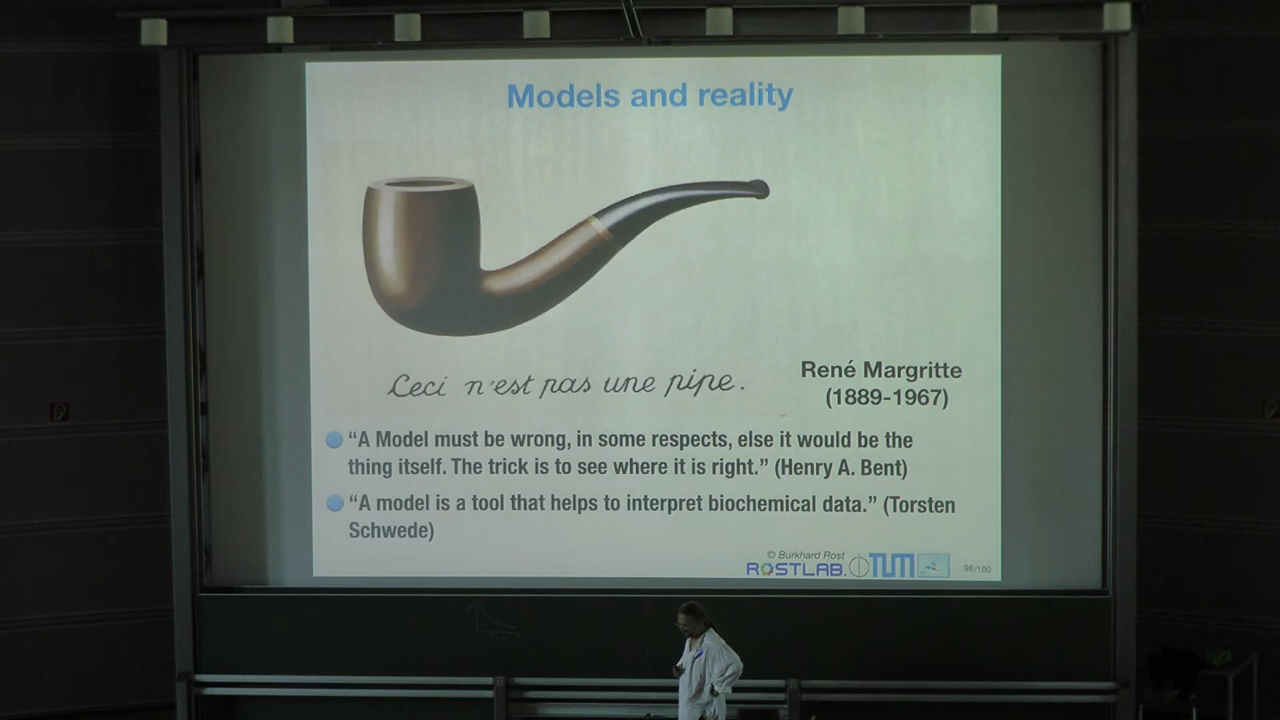 Models and reality
Ceci n'est pas une pipe.
René Margritte
(1889-1967)
“A Model must be wrong, in some respects, else it would be the
thing itself. The trick is to see where it is right.” (Henry A. Bent)
“A model is a tool that helps to interpret biochemical data.” (Torsten
Schwede)
© Burkhard Rost
ROSTLAB.
TUM
98/100